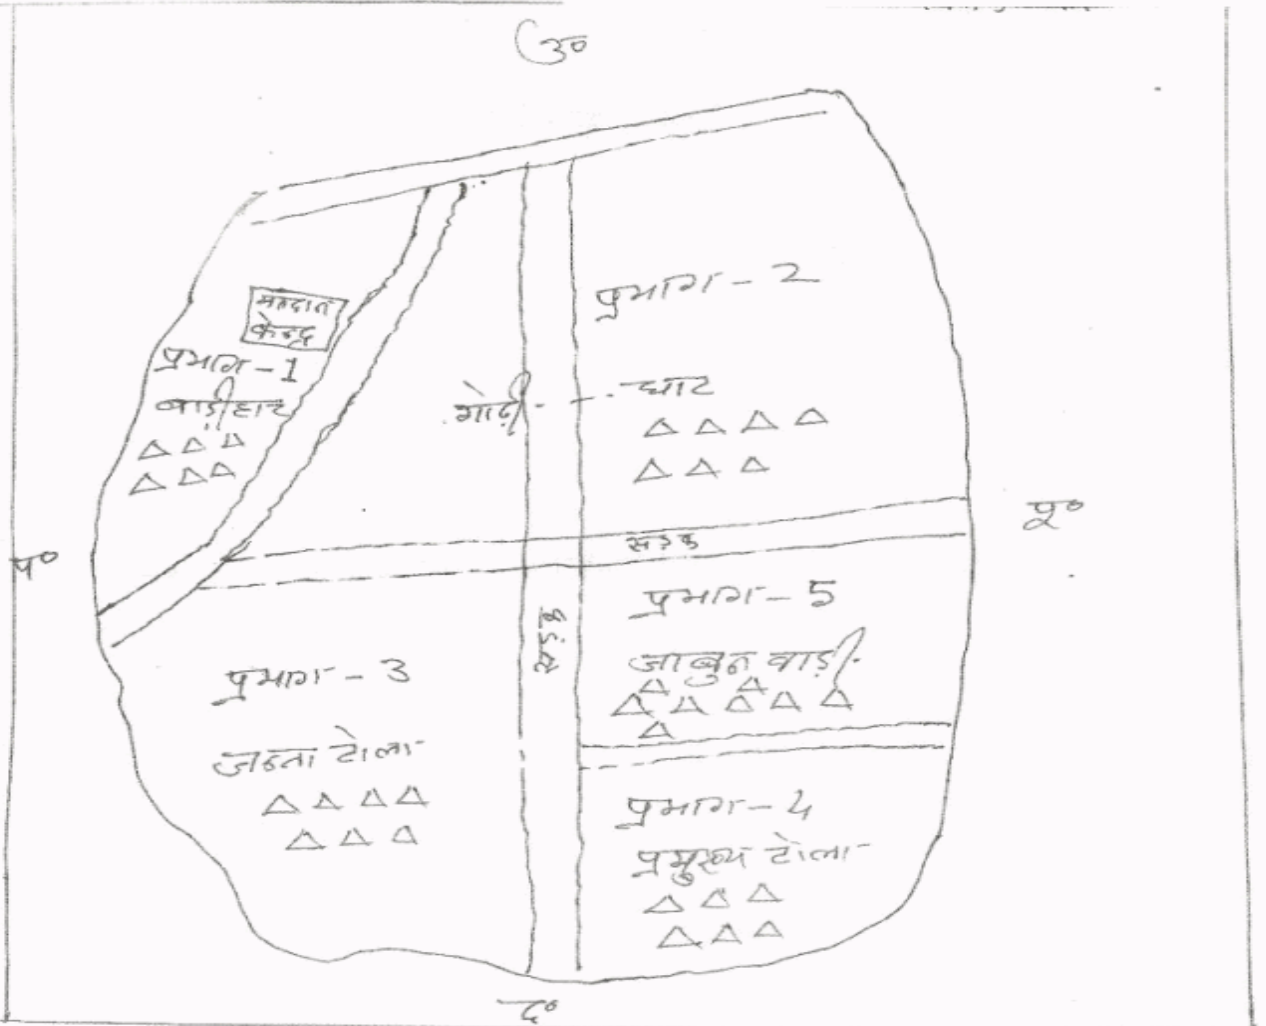 उ०
मतदान
केन्द्र
प्रभाग-1
बाड़ीहार
प्रभाग-2
गोढ़ी - - - घाट
सड़क
पू०
प०
सड़क
प्रभाग-5
जाबुन वाड़ी
प्रभाग-3
जनता टोला
प्रभाग-4
प्रमुख्य टोला
द०